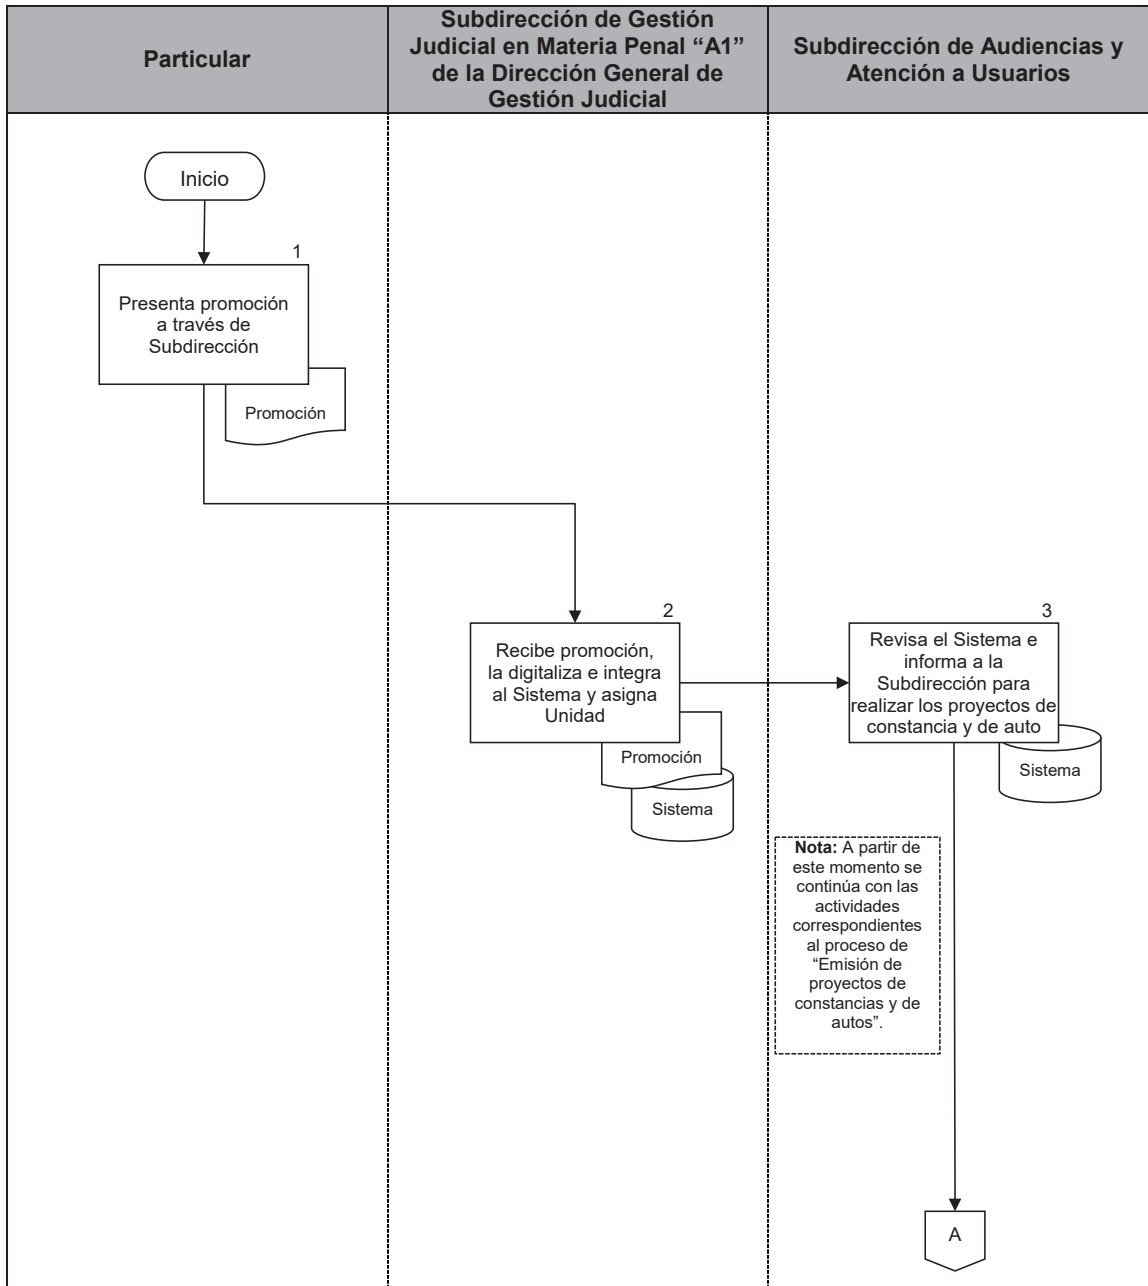 Particular
Subdirección de Gestión
Judicial en Materia Penal “A1”
de la Dirección General de
Gestión Judicial
Subdirección de Audiencias y
Atención a Usuarios
Inicio
1
Presenta promoción
a través de
Subdirección
Promoción
2
Recibe promoción,
la digitaliza e integra
al Sistema y asigna
Unidad
Promoción
Sistema
3
Revisa el Sistema e
informa a la
Subdirección para
realizar los proyectos de
constancia y de auto
Sistema
Nota: A partir de
este momento se
continúa con las
actividades
correspondientes
al proceso de
“Emisión de
proyectos de
constancias y de
autos”.
A